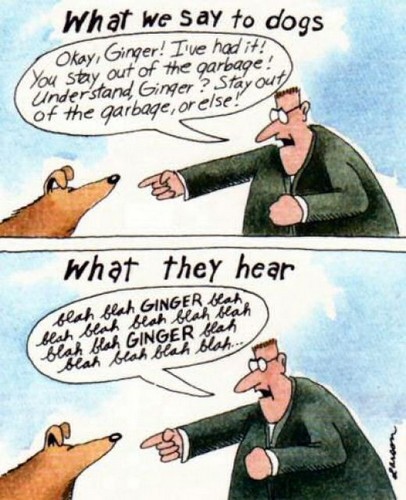 What we say to dogs
Okay, Ginger! I've had it!
You stay out of the garbage!
Understand, Ginger? Stay out
of the garbage, or else!
What they hear
blah blah GINGER blah
blah blah blah blah blah
blah blah GINGER blah
blah blah blah blah...
Larson